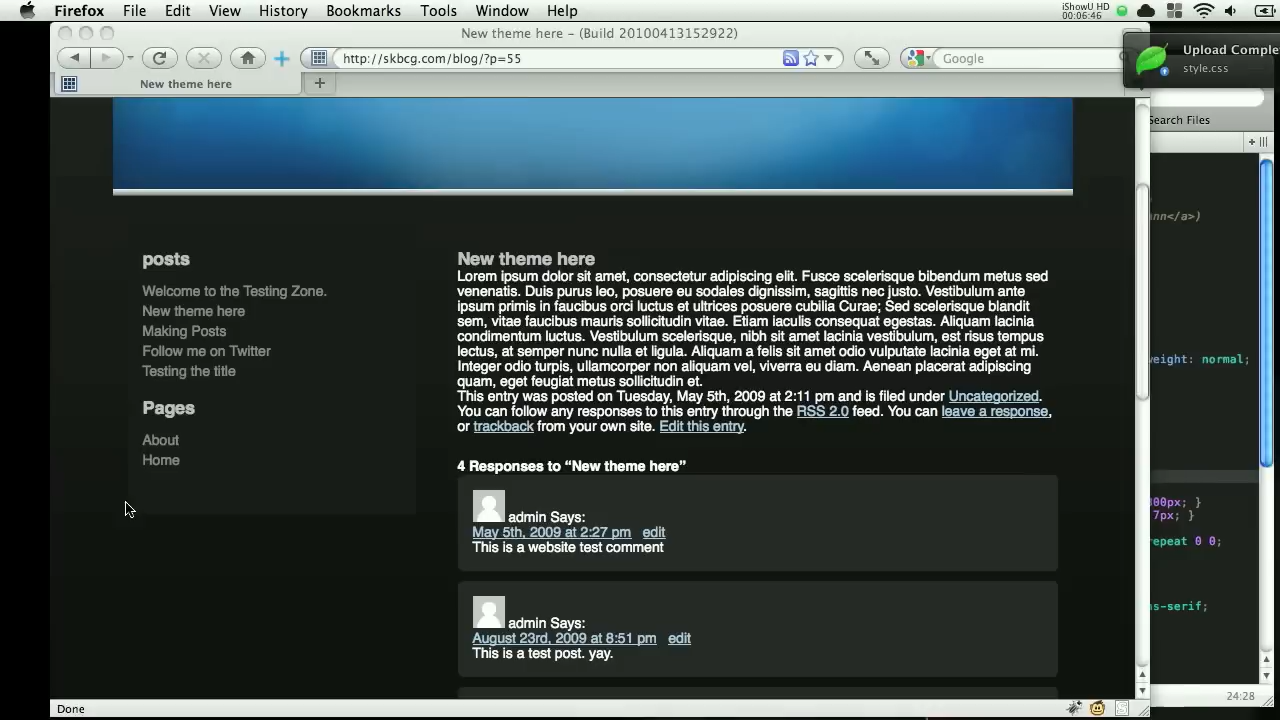 Firefox File Edit View History Bookmarks Tools Window Help
iShowU HD
00:06:46
New theme here – (Build 20100413152922)
http://skbcg.com/blog/?p=55
Google
Upload Comple
style.css
New theme here
Search Files
nn</a>)
weight: normal;
00px; }
7px; }
repeat 0 0;
ns-serif;
24:28
posts
Welcome to the Testing Zone.
New theme here
Making Posts
Follow me on Twitter
Testing the title
Pages
About
Home
New theme here
Lorem ipsum dolor sit amet, consectetur adipiscing elit. Fusce scelerisque bibendum metus sed
venenatis. Duis purus leo, posuere eu sodales dignissim, sagittis nec justo. Vestibulum ante
ipsum primis in faucibus orci luctus et ultrices posuere cubilia Curae; Sed scelerisque blandit
sem, vitae faucibus mauris sollicitudin vitae. Etiam iaculis consequat egestas. Aliquam lacinia
condimentum luctus. Vestibulum scelerisque, nibh sit amet lacinia vestibulum, est risus tempus
lectus, at semper nunc nulla et ligula. Aliquam a felis sit amet odio vulputate lacinia eget at mi.
Integer odio turpis, ullamcorper non aliquam vel, viverra eu diam. Aenean placerat adipiscing
quam, eget feugiat metus sollicitudin et.
This entry was posted on Tuesday, May 5th, 2009 at 2:11 pm and is filed under Uncategorized.
You can follow any responses to this entry through the RSS 2.0 feed. You can leave a response,
or trackback from your own site. Edit this entry.
4 Responses to “New theme here”
admin Says:
May 5th, 2009 at 2:27 pm edit
This is a website test comment
admin Says:
August 23rd, 2009 at 8:51 pm edit
This is a test post. yay.
Done